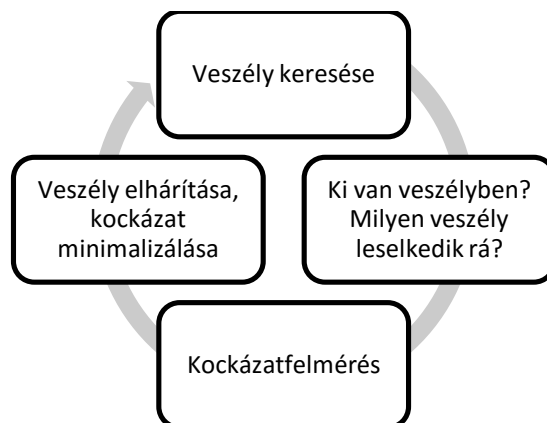 Veszély keresése
Ki van veszélyben?
Milyen veszély
leselkedik rá?
Kockázatfelmérés
Veszély elhárítása,
kockázat
minimalizálása